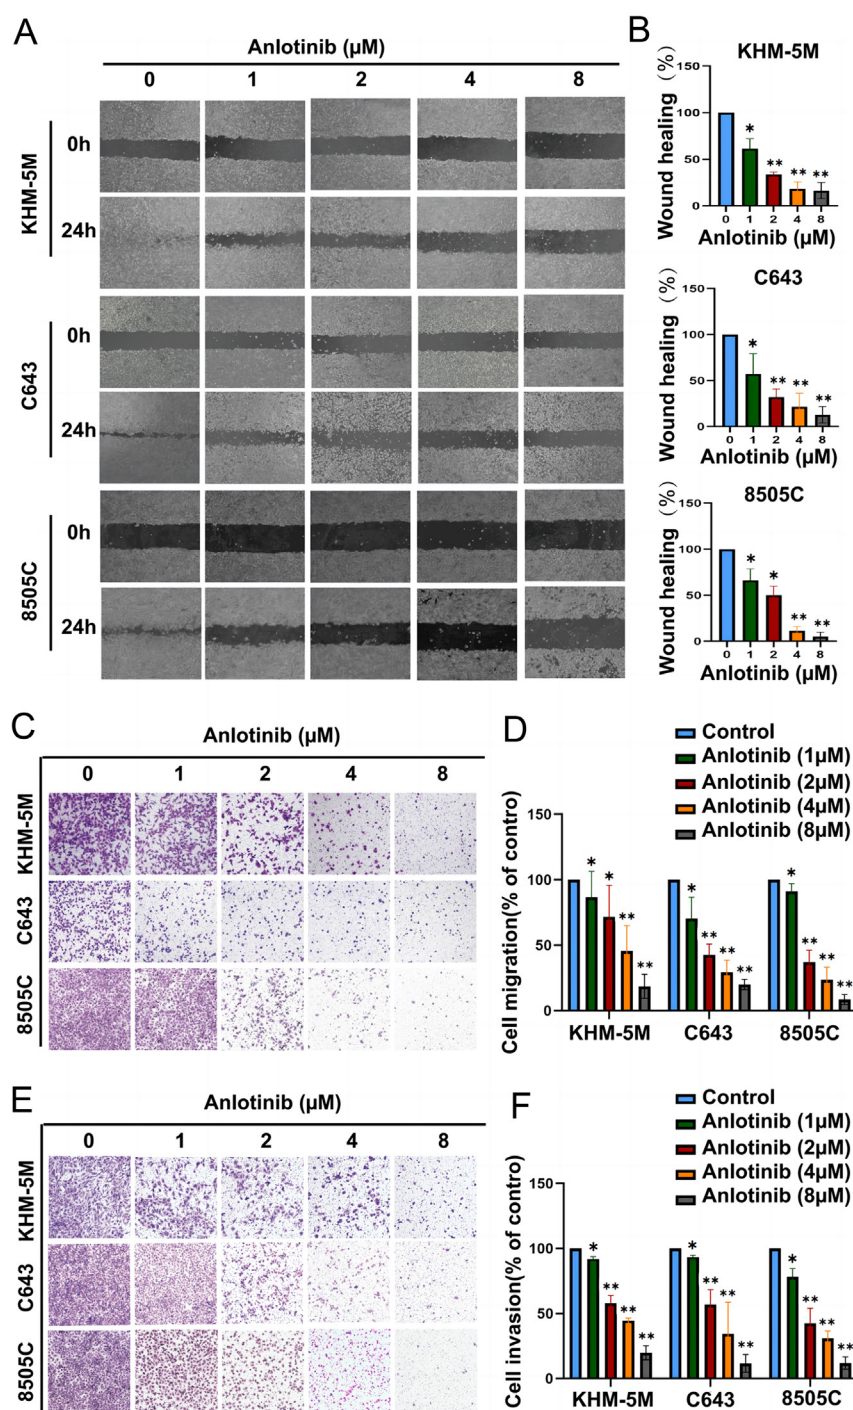 A
Anlotinib (μM)
0 1 2 4 8
KHM-5M
0h
24h
C643
0h
24h
8505C
0h
24h
B
KHM-5M
Wound healing (%)
150
100
50
0
* ** ** **
0 1 2 4 8
Anlotinib (μM)
C643
Wound healing (%)
150
100
50
0
* ** ** **
0 1 2 4 8
Anlotinib (μM)
8505C
Wound healing (%)
150
100
50
0
* * ** **
0 1 2 4 8
Anlotinib (μM)
C
Anlotinib (μM)
0 1 2 4 8
KHM-5M
C643
8505C
D
Control
Anlotinib (1μM)
Anlotinib (2μM)
Anlotinib (4μM)
Anlotinib (8μM)
Cell migration(% of contro)
150
100
50
0
* * ** ** * ** ** ** * ** ** **
KHM-5M C643 8505C
E
Anlotinib (μM)
0 1 2 4 8
KHM-5M
C643
8505C
F
Control
Anlotinib (1μM)
Anlotinib (2μM)
Anlotinib (4μM)
Anlotinib (8μM)
Cell invasion(% of control)
150
100
50
0
* ** ** ** * ** ** ** * ** ** **
KHM-5M C643 8505C